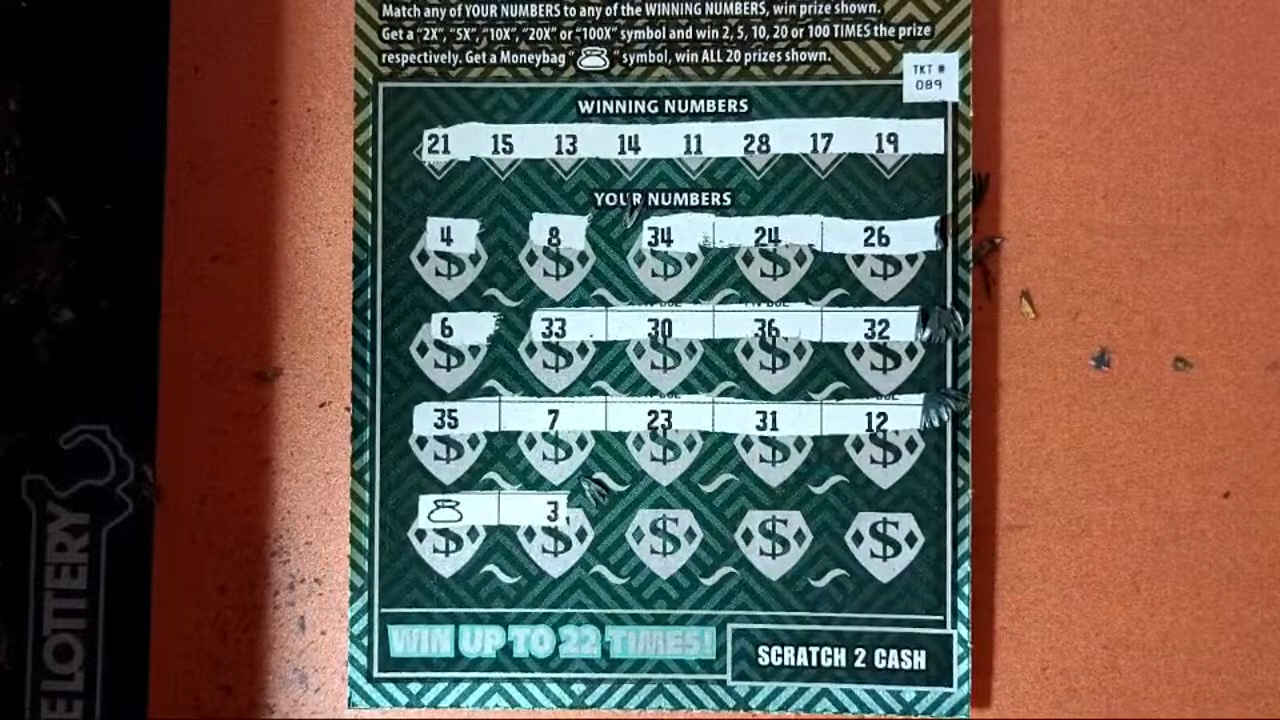 Match any of YOUR NUMBERS to any of the WINNING NUMBERS, win prize shown.
Get a "2X", "5X", "10X", "20X" or "100X" symbol and win 2, 5, 10, 20 or 100 TIMES the prize
respectively. Get a Moneybag " " symbol, win ALL 20 prizes shown.
TKT #
089
WINNING NUMBERS
21 15 13 14 11 28 17 19
YOUR NUMBERS
4 8 34 24 26
$ $ $ $ $
6 33 30 36 32
$ $ $ $ $
35 7 23 31 12
$ $ $ $ $
3
$ $ $ $ $
WIN UP TO 22 TIMES!
SCRATCH 2 CASH
LOTTERY